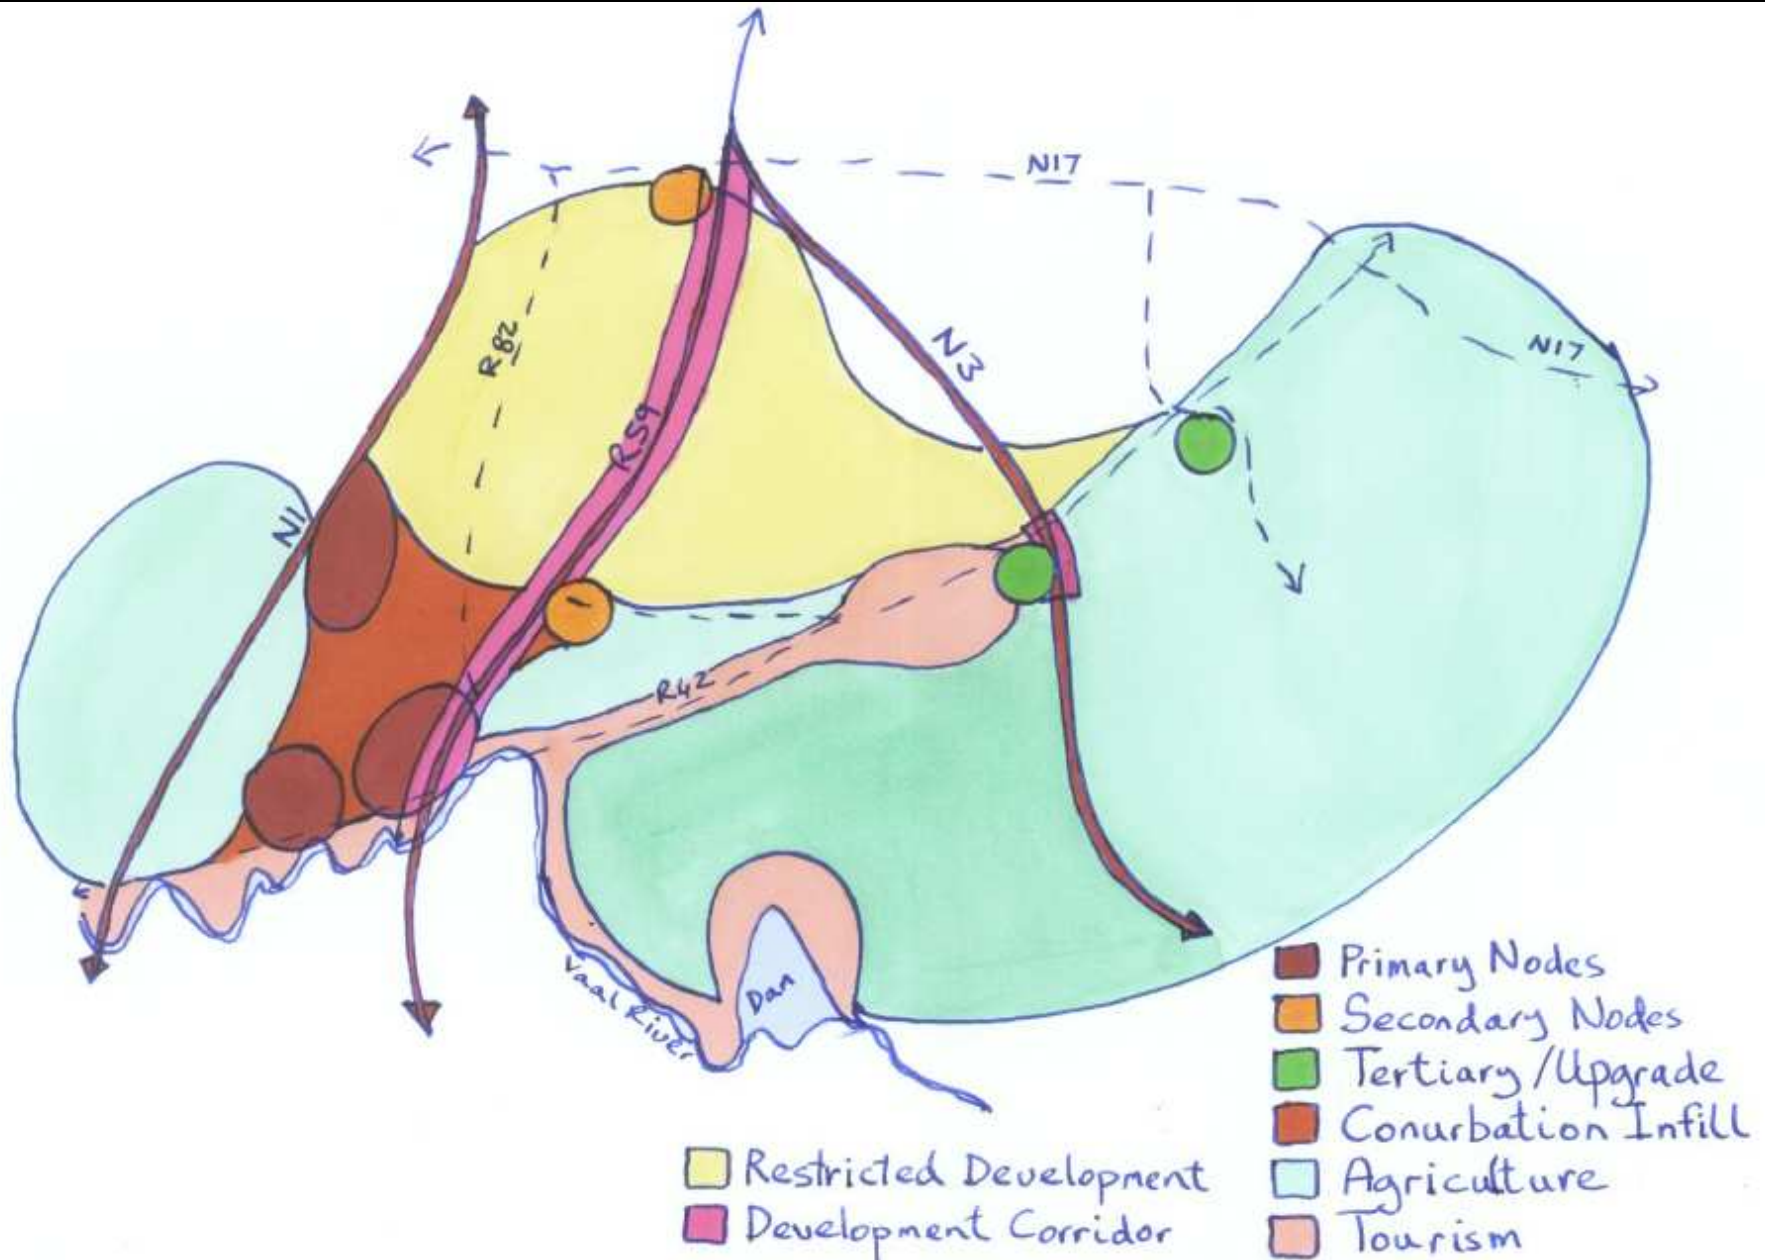 N17
R82
N3
N17
R59
N1
R42
Vaal River
Dam
Primary Nodes
Secondary Nodes
Tertiary/Upgrade
Conurbation Infill
Restricted Development
Agriculture
Development Corridor
Tourism